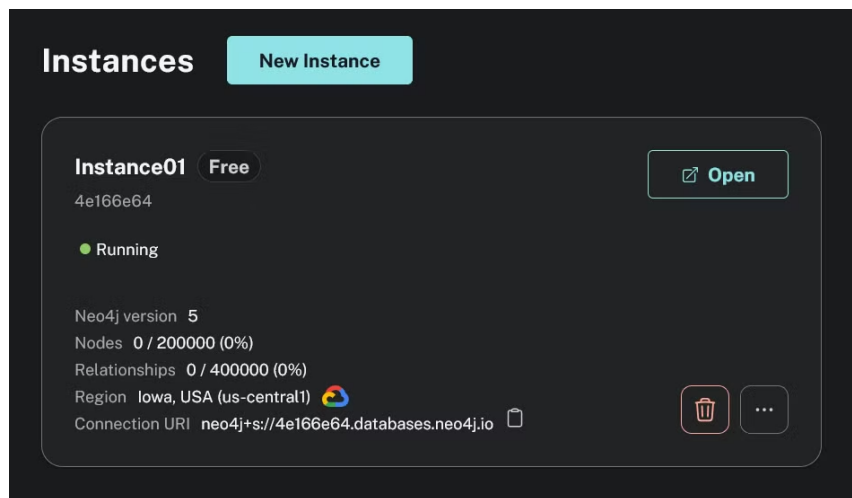 Instances
New Instance
Instance01 Free
Open
4e166e64
Running
Neo4j version 5
Nodes 0 / 200000 (0%)
Relationships 0 / 400000 (0%)
Region Iowa, USA (us-central1)
Connection URI neo4j+s://4e166e64.databases.neo4j.io